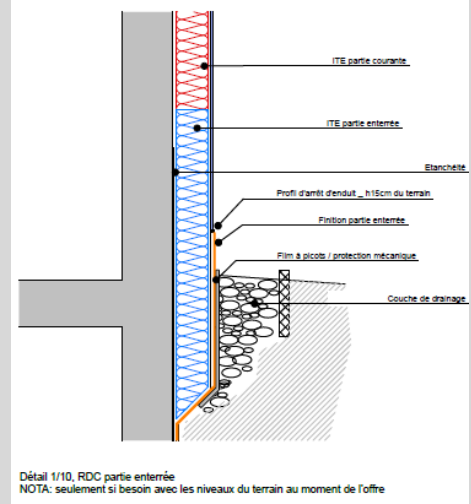 ITE partie courante
ITE partie enterrée
Etanchéité
Profil d'arrêt d'enduit _ h15cm du terrain
Finition partie enterrée
Film à picots / protection mécanique
Couche de drainage
Détail 1/10, RDC partie enterrée
NOTA: seulement si besoin avec les niveaux du terrain au moment de l'offre